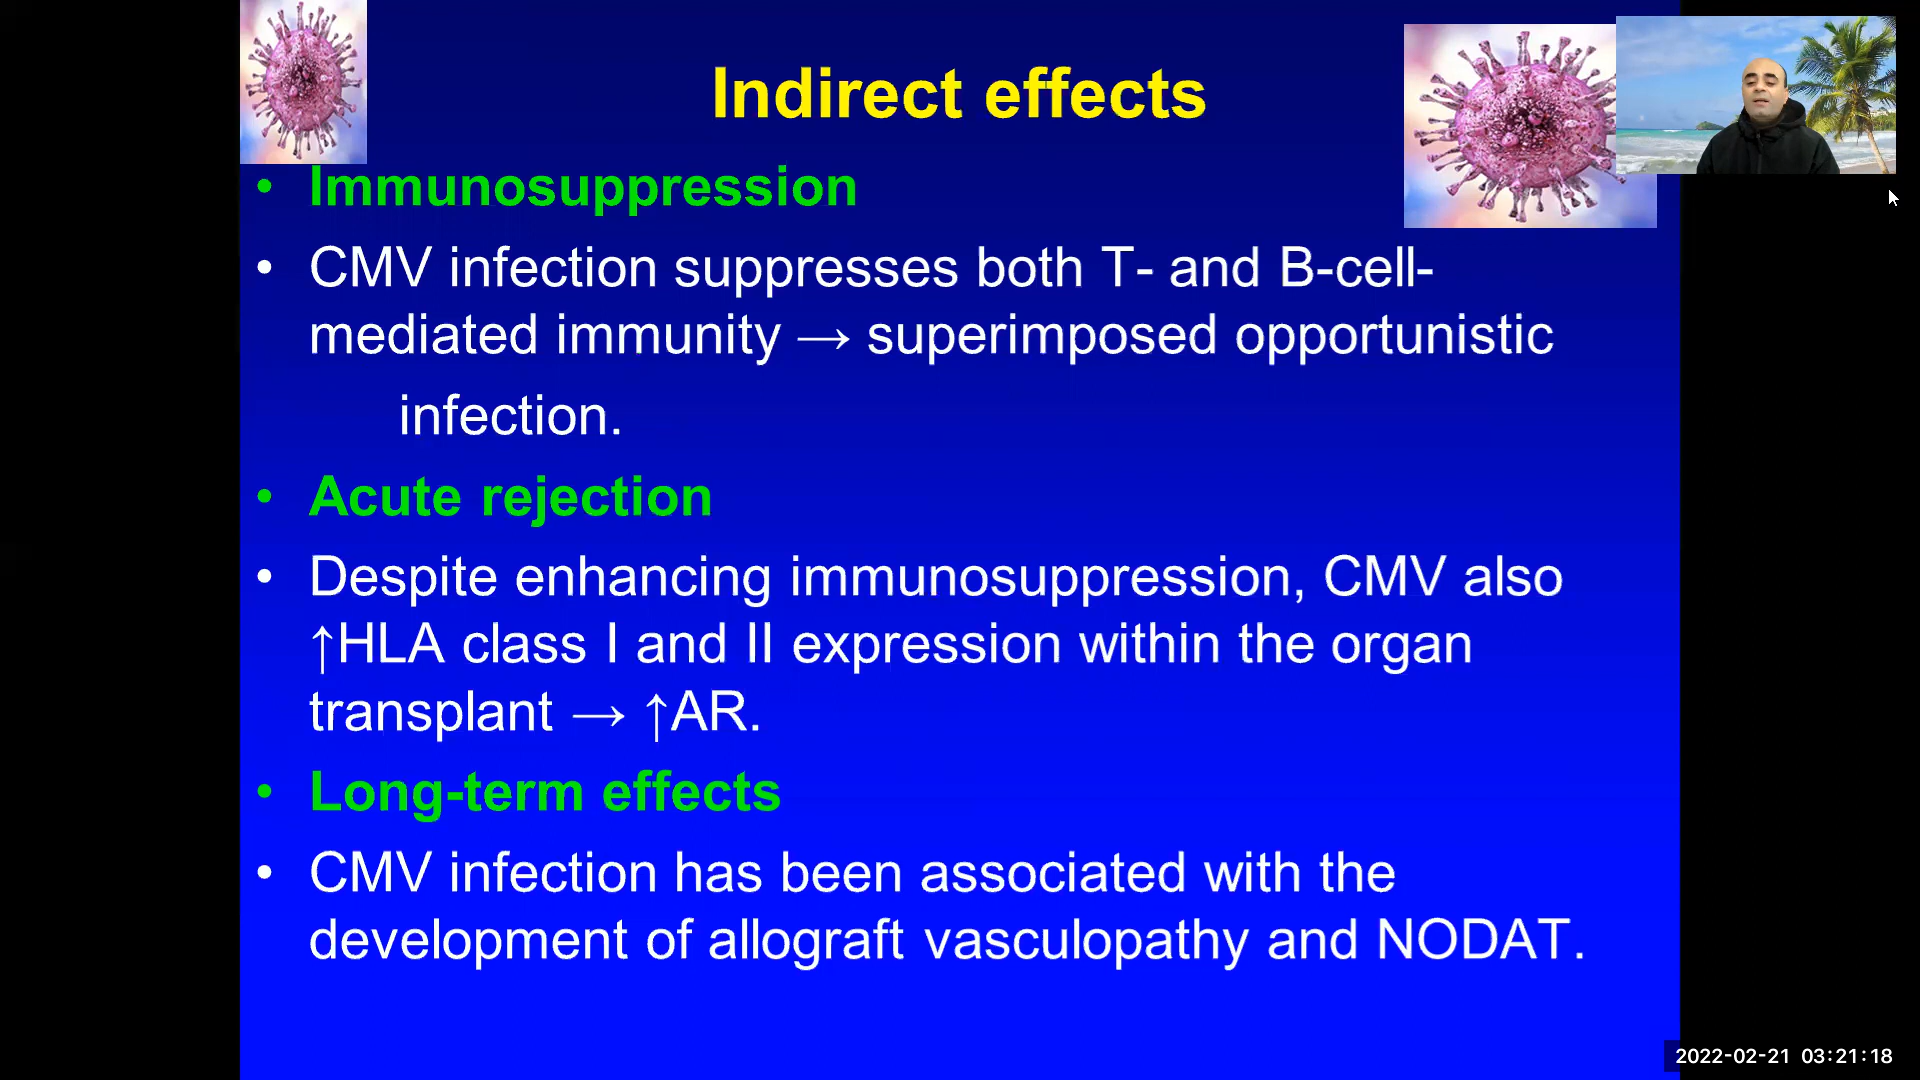 Indirect effects
• Immunosuppression
• CMV infection suppresses both T- and B-cell-
mediated immunity → superimposed opportunistic
infection.
• Acute rejection
• Despite enhancing immunosuppression, CMV also
↑HLA class I and II expression within the organ
transplant → ↑AR.
• Long-term effects
• CMV infection has been associated with the
development of allograft vasculopathy and NODAT.
2022-02-21 03:21:18